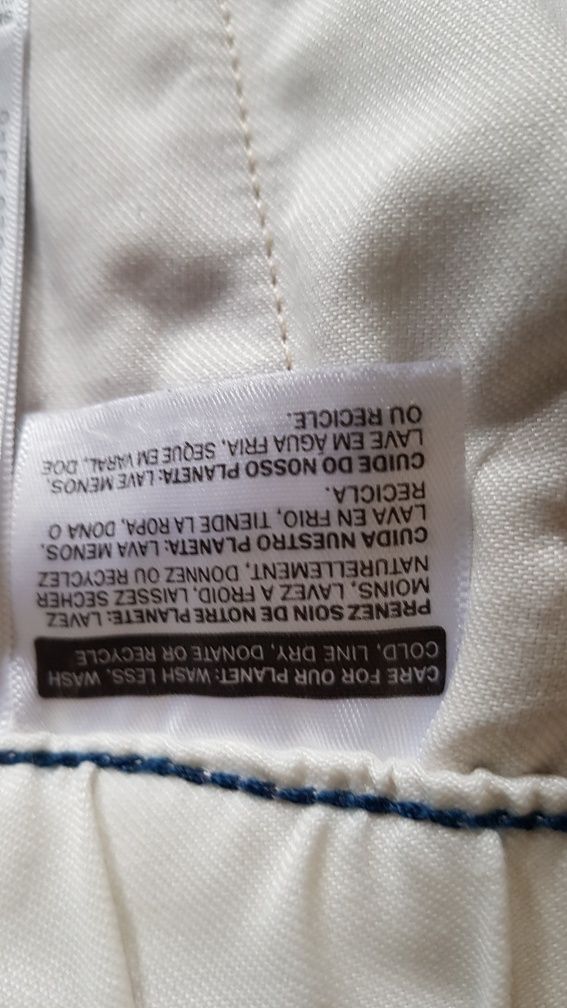 CARE FOR OUR PLANET: WASH LESS, WASH
COLD, LINE DRY, DONATE OR RECYCLE
PRENEZ SOIN DE NOTRE PLANETE: LAVEZ
MOINS, LAVEZ A FROID, LAISSEZ SECHER
NATURELLEMENT, DONNEZ OU RECYCLEZ
CUIDA NUESTRO PLANETA: LAVA MENOS,
LAVA EN FRIO, TIENDE LA ROPA, DONA O
RECICLA.
CUIDE DO NOSSO PLANETA: LAVE MENOS,
LAVE EM ÁGUA FRIA, SEQUE EM VARAL, DOE
OU RECICLE.